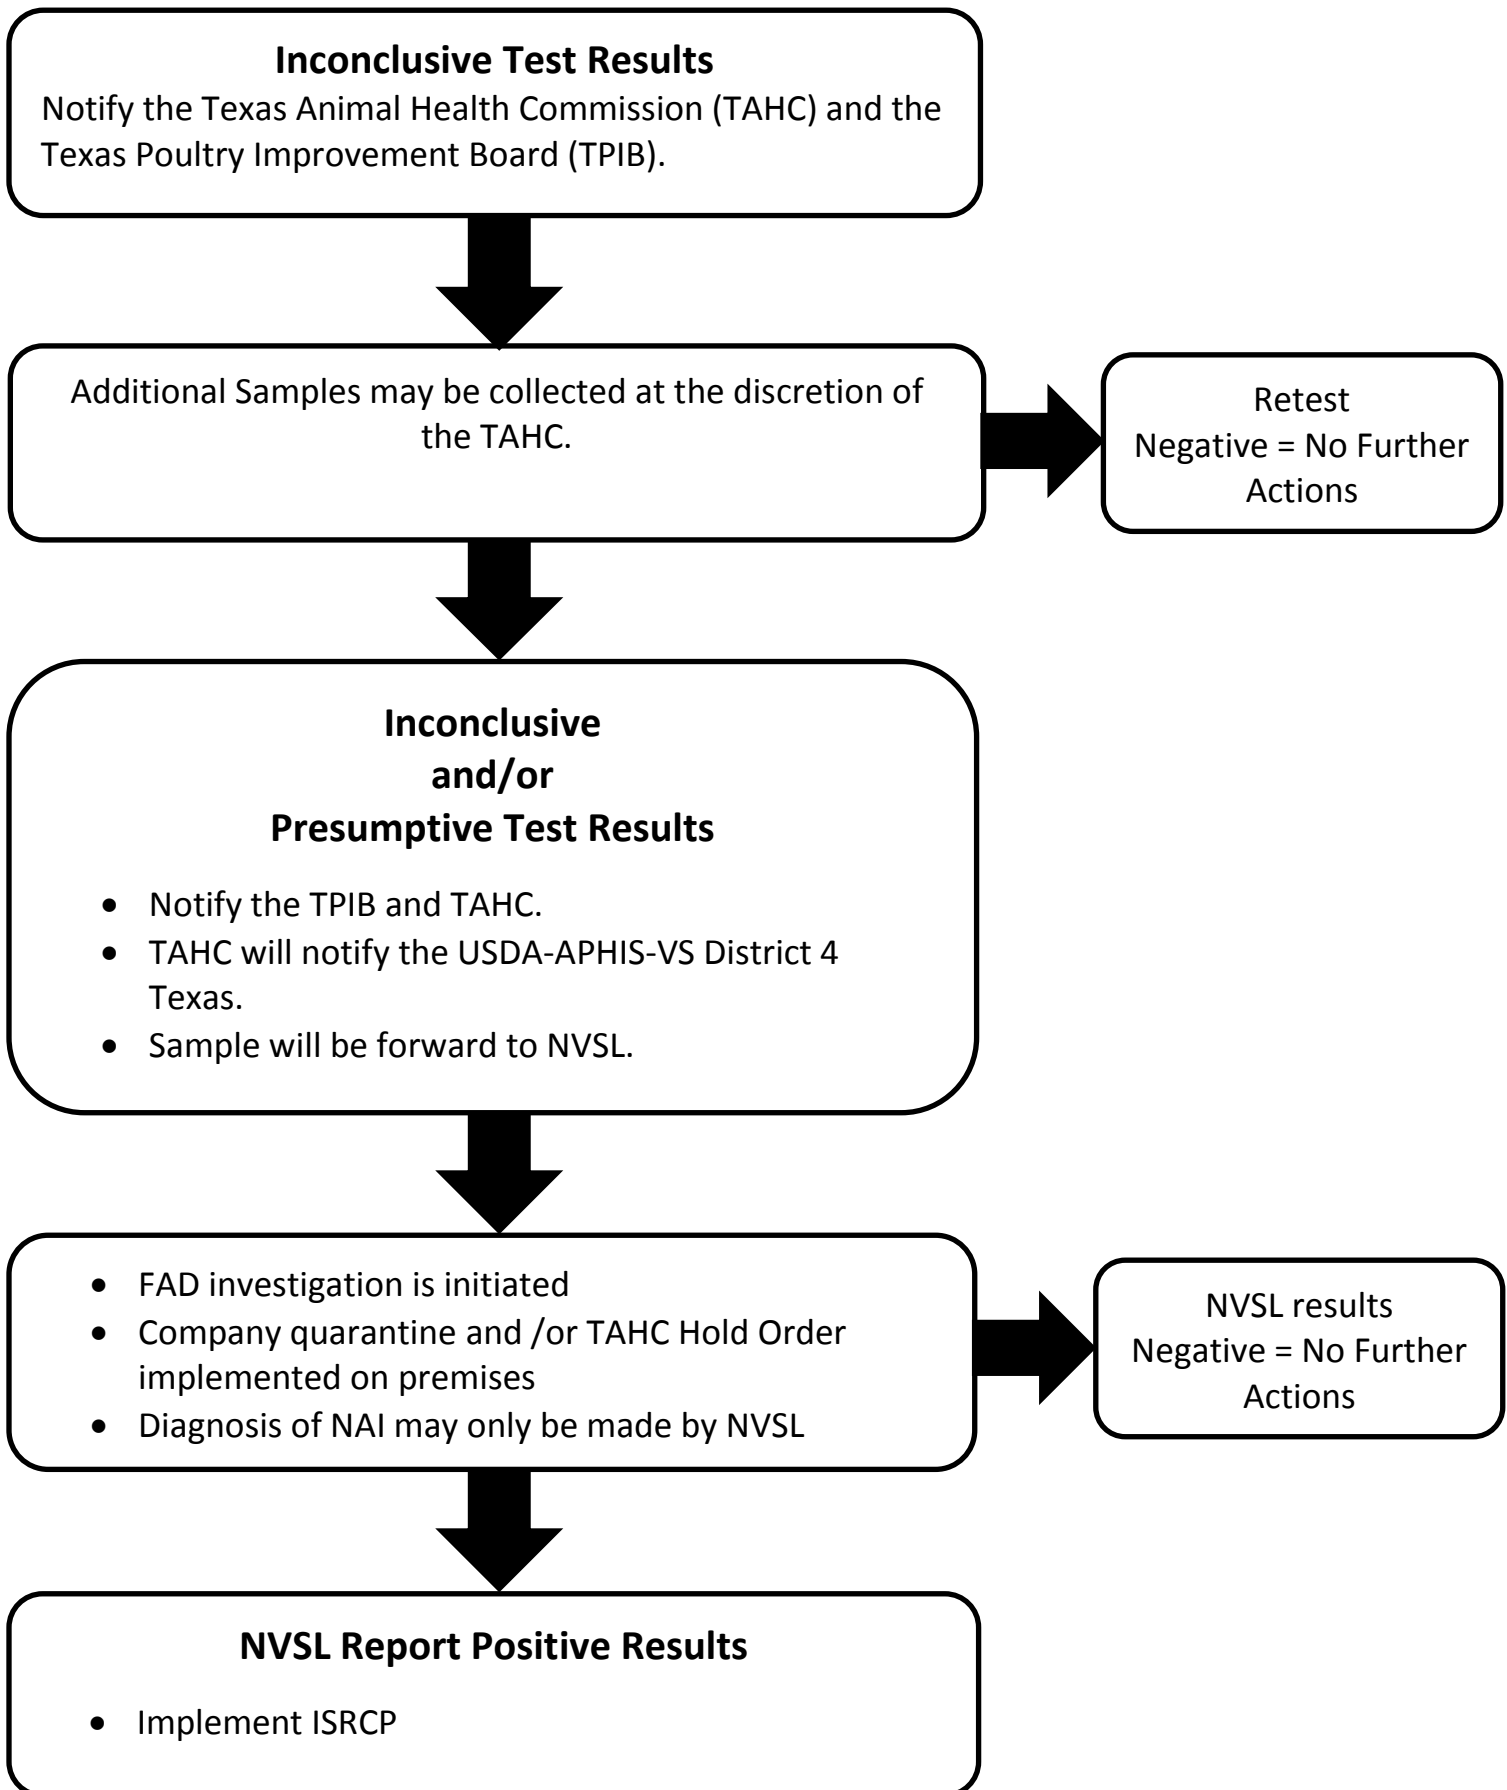 Inconclusive Test Results
Notify the Texas Animal Health Commission (TAHC) and the
Texas Poultry Improvement Board (TPIB).
Additional Samples may be collected at the discretion of
the TAHC.
Retest
Negative = No Further
Actions
Inconclusive
and/or
Presumptive Test Results
• Notify the TPIB and TAHC.
• TAHC will notify the USDA-APHIS-VS District 4
Texas.
• Sample will be forward to NVSL.
• FAD investigation is initiated
• Company quarantine and /or TAHC Hold Order
implemented on premises
• Diagnosis of NAI may only be made by NVSL
NVSL results
Negative = No Further
Actions
NVSL Report Positive Results
• Implement ISRCP